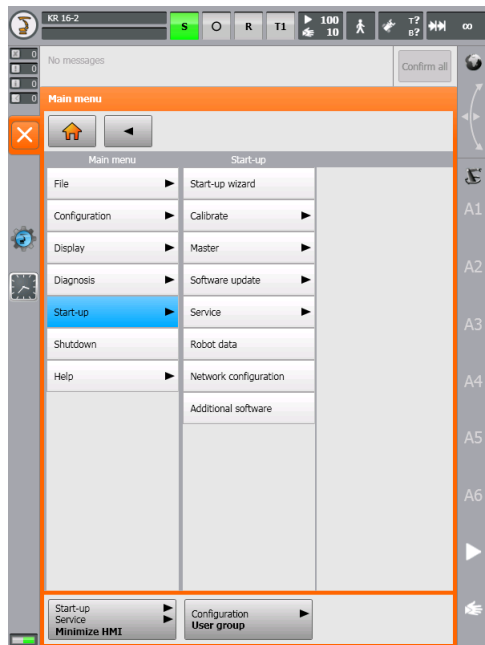 KR 16-2
S O R T1 100 10 T? B? ∞
0
0
0
0
No messages
Confirm all
Main menu
Main menu Start-up
File Start-up wizard
Configuration Calibrate
Display Master
Diagnosis Software update
Start-up Service
Shutdown Robot data
Help Network configuration
Additional software
A1
A2
A3
A4
A5
A6
Start-up
Service
Minimize HMI
Configuration
User group